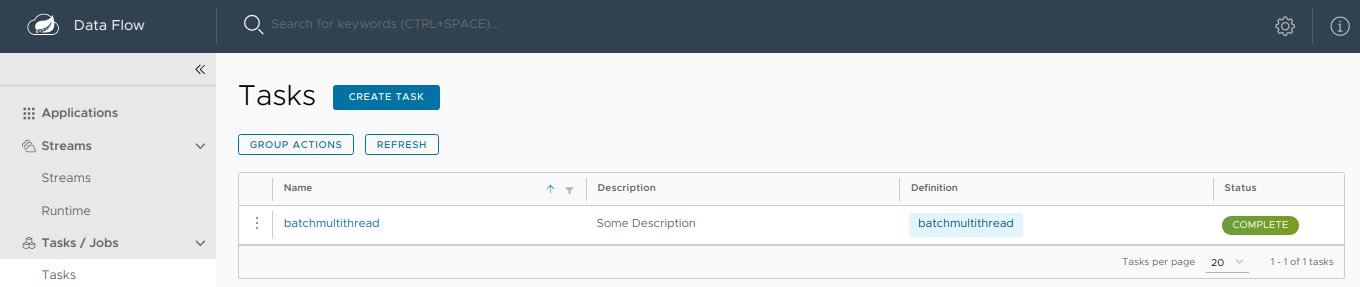 Data Flow
Search for keywords (CTRL+SPACE)...
Applications
Streams
Streams
Runtime
Tasks / Jobs
Tasks
Tasks CREATE TASK
GROUP ACTIONS REFRESH
Name Description Definition Status
batchmultithread Some Description batchmultithread COMPLETE
Tasks per page 20 1 - 1 of 1 tasks